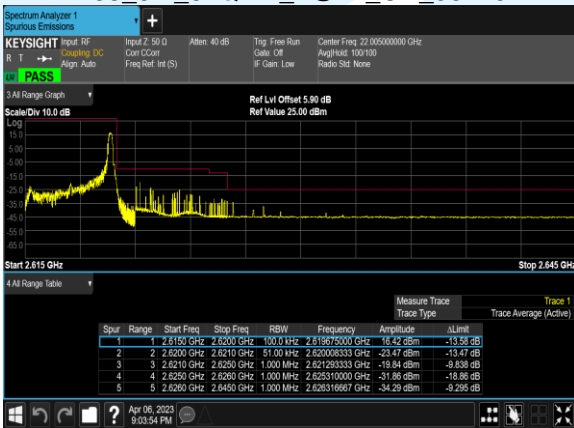 Spectrum Analyzer 1
Spurious Emissions
+
KEYSIGHT Input: RF Input Z: 50 Ω Atten: 40 dB Trig: Free Run Center Freq: 22.005000000 GHz
R T Coupling: DC Corr CCorr Gate: Off Avg|Hold: 100/100
Align: Auto Freq Ref: Int (S) IF Gain: Low Radio Std: None
PASS
3 All Range Graph
Ref Lvl Offset 5.90 dB
Scale/Div 10.0 dB Ref Value 25.00 dBm
Log
15.0
5.00
-5.00
-15.0
-25.0
-35.0
-45.0
-55.0
-65.0
Start 2.615 GHz Stop 2.645 GHz
4 All Range Table
Measure Trace Trace 1
Trace Type Trace Average (Active)
Spur Range Start Freq Stop Freq RBW Frequency Amplitude ΔLimit
1 1 2.6150 GHz 2.6200 GHz 100.0 kHz 2.619675000 GHz 16.42 dBm -13.58 dB
2 2 2.6200 GHz 2.6210 GHz 51.00 kHz 2.620008333 GHz -23.47 dBm -13.47 dB
3 3 2.6210 GHz 2.6250 GHz 1.000 MHz 2.621293333 GHz -19.84 dBm -9.838 dB
4 4 2.6250 GHz 2.6260 GHz 1.000 MHz 2.625310000 GHz -31.86 dBm -18.86 dB
5 5 2.6260 GHz 2.6450 GHz 1.000 MHz 2.626316667 GHz -34.29 dBm -9.295 dB
? Apr 06, 2023
9:03:54 PM